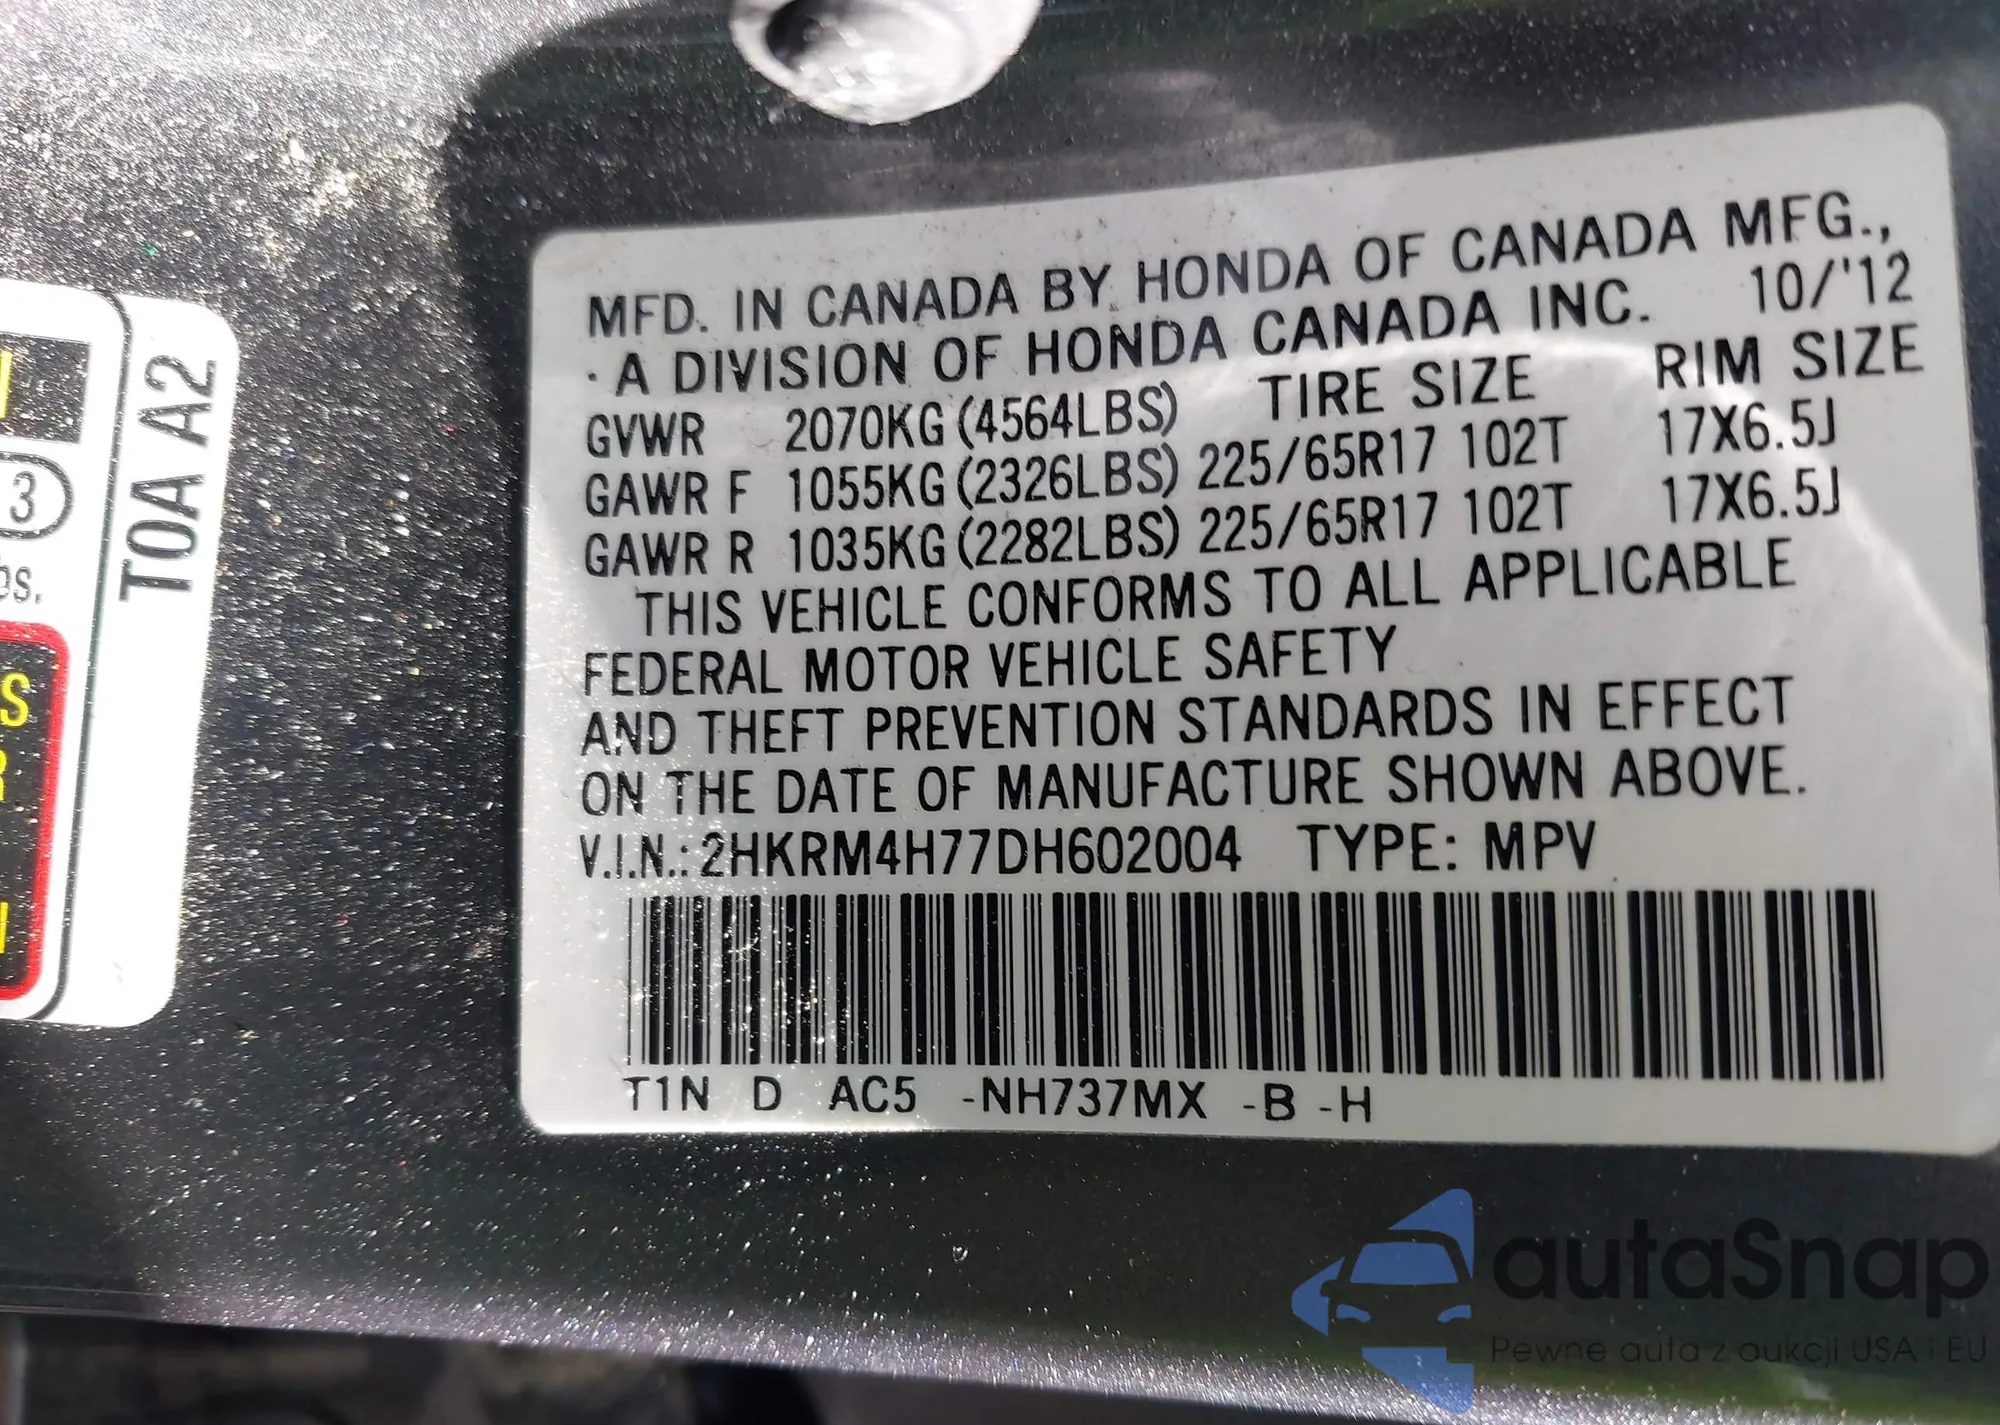 MFD. IN CANADA BY HONDA OF CANADA MFG.,
A DIVISION OF HONDA CANADA INC. 10/'12
GVWR 2070KG (4564LBS) TIRE SIZE RIM SIZE
GAWR F 1055KG (2326LBS) 225/65R17 102T 17X6.5J
GAWR R 1035KG (2282LBS) 225/65R17 102T 17X6.5J
THIS VEHICLE CONFORMS TO ALL APPLICABLE
FEDERAL MOTOR VEHICLE SAFETY
AND THEFT PREVENTION STANDARDS IN EFFECT
ON THE DATE OF MANUFACTURE SHOWN ABOVE.
V.I.N.: 2HKRM4H77DH602004 TYPE: MPV
T1N D AC5 -NH737MX -B -H
T0A A2
3
autaSnap
Pewne auta z aukcji USA i EU